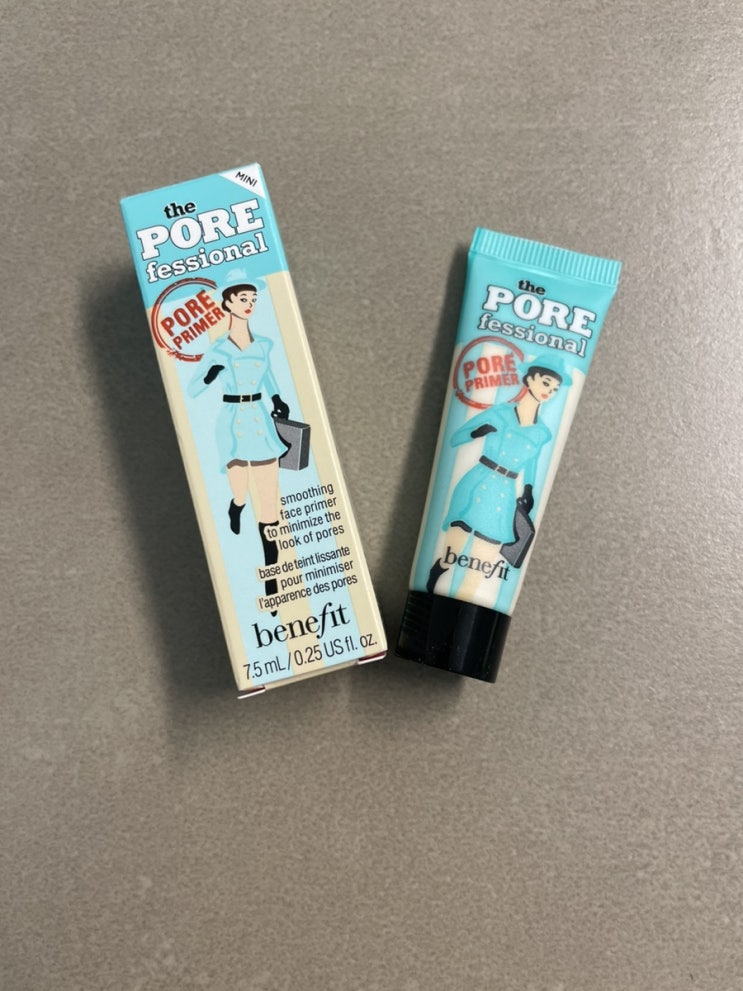 MINI
the
PORE
fessional
PORE
PRIMER
smoothing
face primer
to minimize the
look of pores
base de teint lissante
pour minimiser
l'apparence des pores
benefit
7.5 mL / 0.25 US fl. oz.
the
PORE
fessional
PORE
PRIMER
benefit